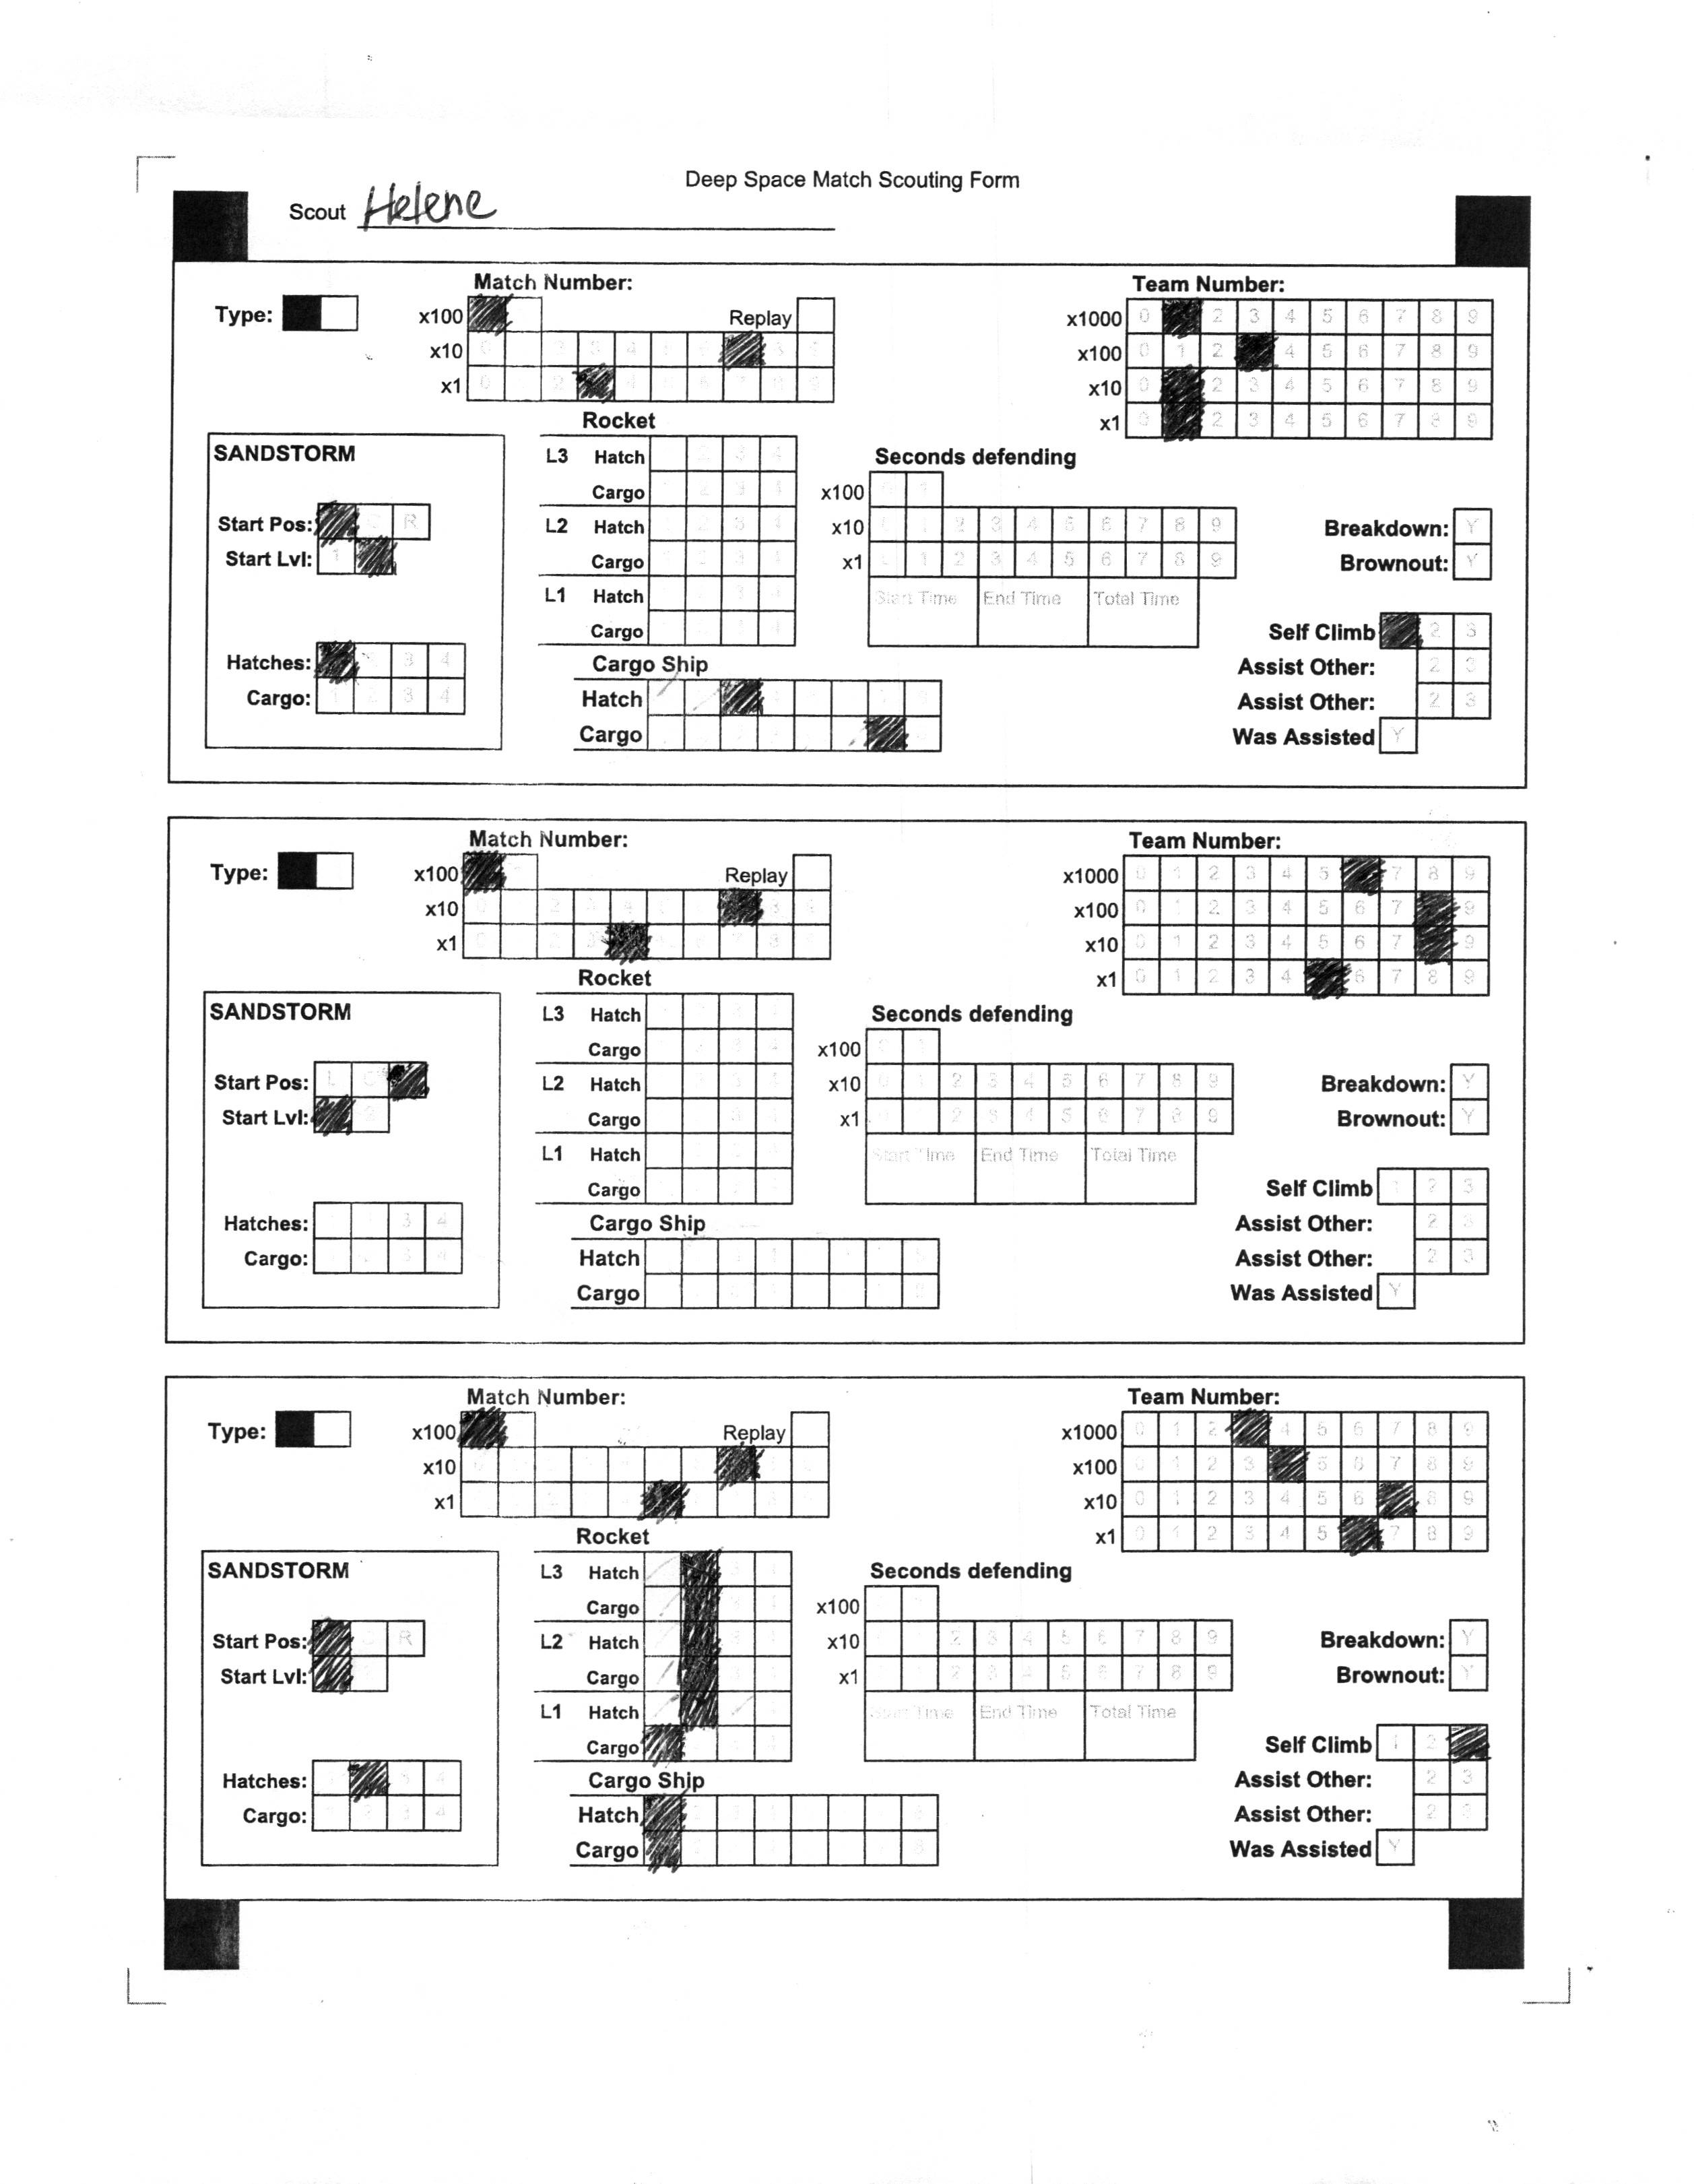 Deep Space Match Scouting Form
Scout Helene
Match Number:
Team Number:
Type:
x100
Replay
x1000 0 2 3 4 5 6 7 8 9
x10
x100 0 1 2 4 5 6 7 8 9
x1
x10 0 2 3 4 5 6 7 8 9
x1 0 2 3 4 5 6 7 8 9
Rocket
SANDSTORM
L3 Hatch
Cargo
L2 Hatch
Cargo
L1 Hatch
Cargo
Seconds defending
x100
x10 2 3 4 5 6 7 8 9
x1 1 2 3 4 5 6 7 8 9
Start Time End Time Total Time
Start Pos: R
Start Lvl: 1
Breakdown: Y
Brownout: Y
Hatches: 3 4
Cargo: 2 3 4
Cargo Ship
Hatch
Cargo
Self Climb 2 3
Assist Other: 2 3
Assist Other: 2 3
Was Assisted Y
Match Number:
Team Number:
Type:
x100
Replay
x1000 0 1 2 3 4 5 7 8 9
x10
x100 0 1 2 3 4 5 6 7 9
x1
x10 0 1 2 3 4 5 6 7 9
x1 0 1 2 3 4 6 7 8 9
Rocket
SANDSTORM
L3 Hatch
Cargo
L2 Hatch
Cargo
L1 Hatch
Cargo
Seconds defending
x100
x10 0 1 2 3 4 5 6 7 8 9
x1 2 3 4 5 6 7 8 9
Start Time End Time Total Time
Start Pos: L C
Start Lvl: 2
Breakdown: Y
Brownout: Y
Hatches: 3 4
Cargo: 3 4
Cargo Ship
Hatch
Cargo
Self Climb 1 2 3
Assist Other: 2 3
Assist Other: 2 3
Was Assisted Y
Match Number:
Team Number:
Type:
x100
Replay
x1000 0 1 2 4 5 6 7 8 9
x10
x100 0 1 2 3 5 6 7 8 9
x1
x10 0 1 2 3 4 5 6 8 9
x1 0 1 2 3 4 5 7 8 9
Rocket
SANDSTORM
L3 Hatch
Cargo
L2 Hatch
Cargo
L1 Hatch
Cargo
Seconds defending
x100
x10 2 3 4 5 6 7 8 9
x1 2 3 4 5 6 7 8 9
Start Time End Time Total Time
Start Pos: R
Start Lvl:
Breakdown: Y
Brownout: Y
Hatches: 3 4
Cargo: 2 3 4
Cargo Ship
Hatch
Cargo
Self Climb 1 2
Assist Other: 2 3
Assist Other: 2 3
Was Assisted Y